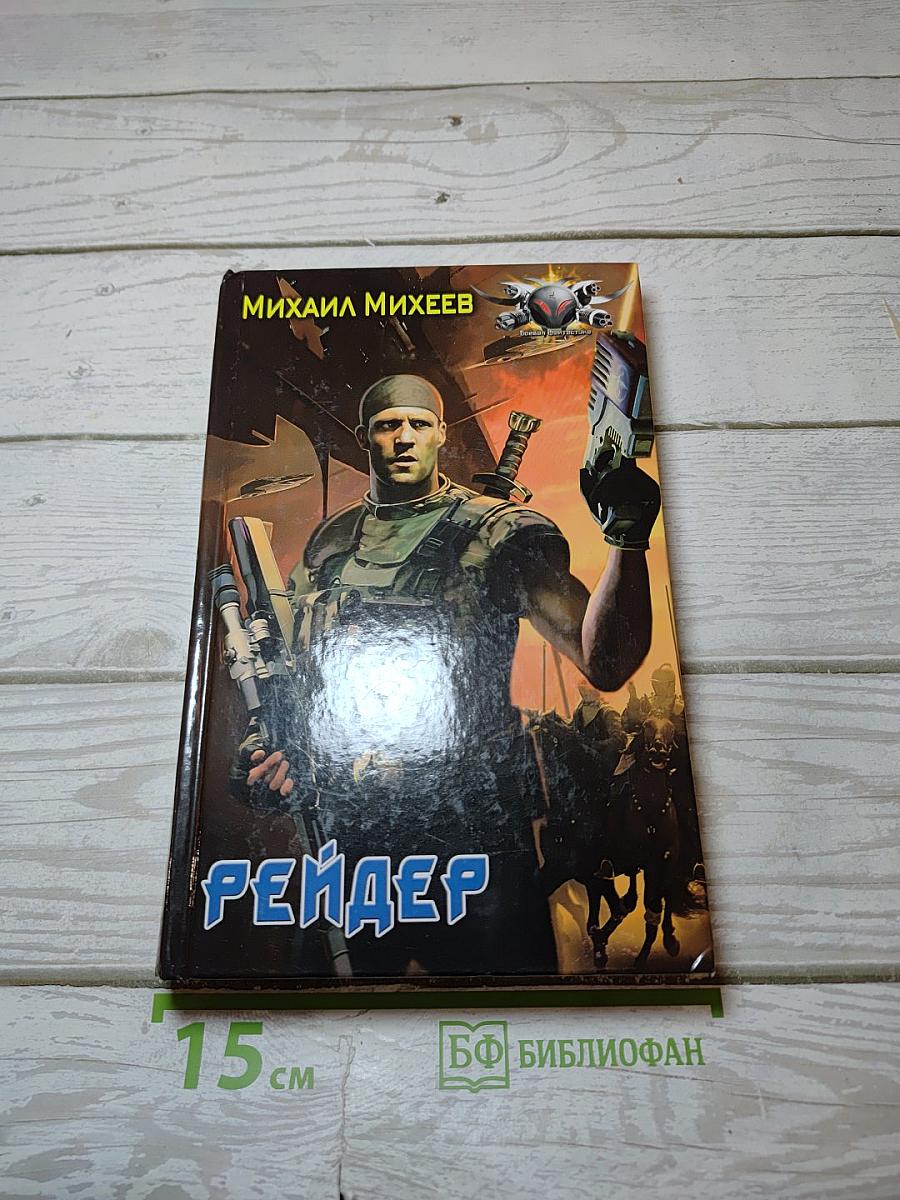 Михаил Михеев
Боевая фантастика
РЕЙДЕР
15 см
БФ БИБЛИОФАН